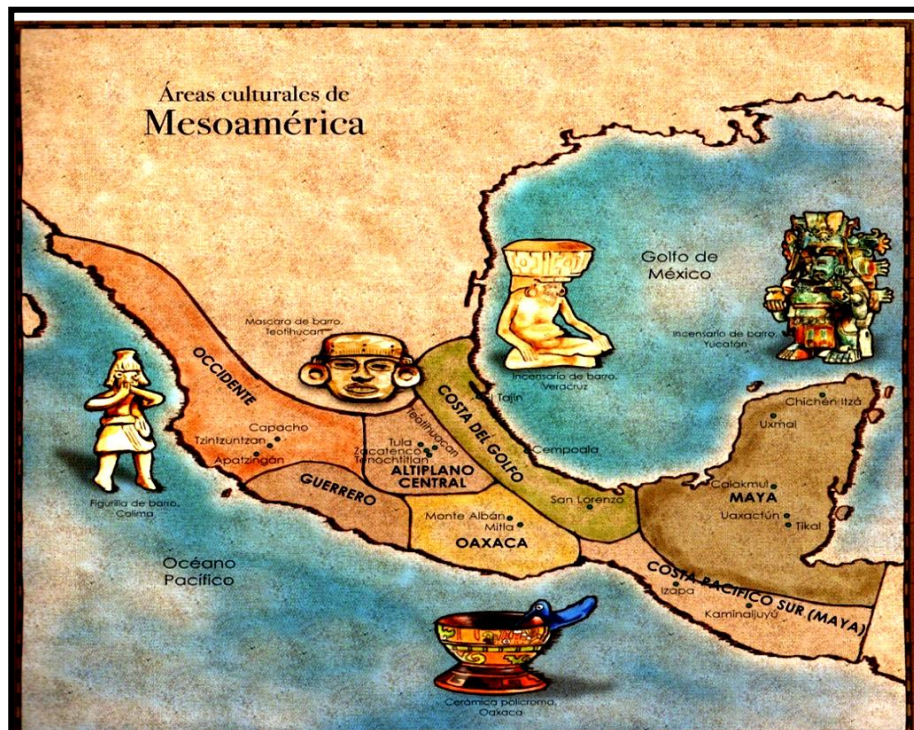 Áreas culturales de
Mesoamérica
Golfo de
México
Mascara de barro,
Teotihucan
Incensario de barro,
Veracruz
Incensario de barro,
Yucatán
OCCIDENTE
COSTA DEL GOLFO
El Tajín
Chichén Itzá
Uxmal
Capacho
Tzintzuntzan
Apatzingán
Teotihuacan
Tula
Zacatenco
Tenochtitlan
ALTIPLANO
CENTRAL
Cempoala
GUERRERO
Calakmul
MAYA
Figurilla de barro,
Colima
San Lorenzo
Monte Albán
Mitla
OAXACA
Uaxactún
Tikal
Océano
Pacífico
COSTA PACIFICO SUR (MAYA)
Izapa
Kaminaljuyú
Cerámica policroma,
Oaxaca